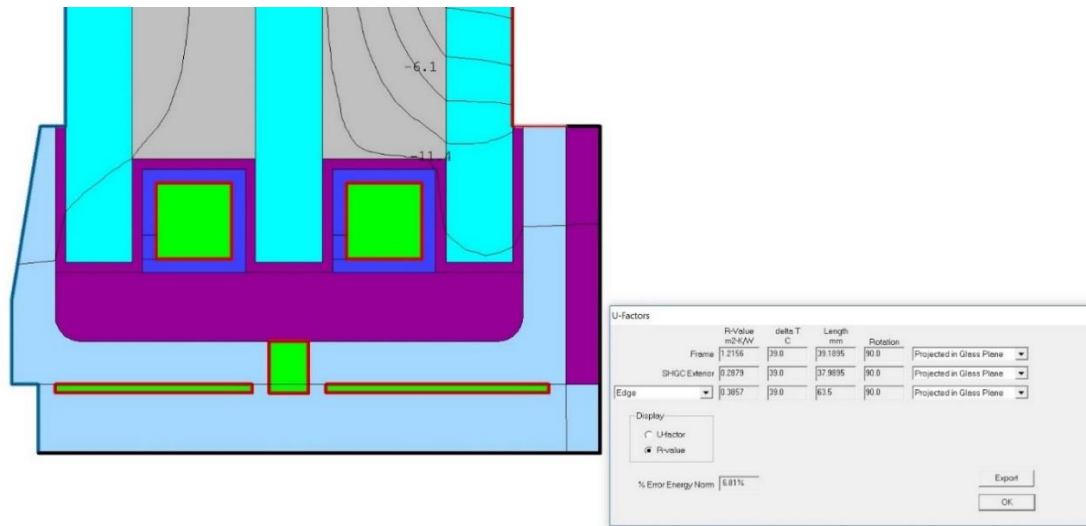 -6.1
-11.4
U-Factors
R-Value delta T Length
m2-K/W C mm Rotation
Frame 1.2156 39.0 39.1895 90.0 Projected in Glass Plane
SHGC Exterior 0.2879 39.0 37.9895 90.0 Projected in Glass Plane
Edge 0.3857 39.0 63.5 90.0 Projected in Glass Plane
Display
U-factor
R-value
% Error Energy Norm 6.81%
Export
OK